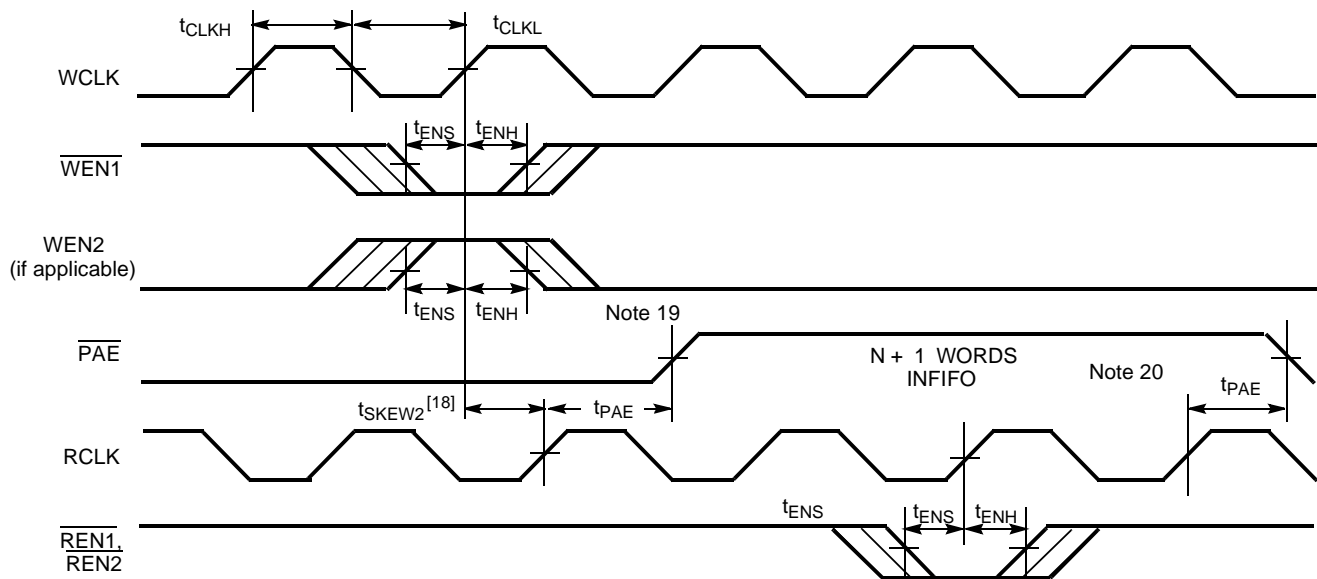 tCLKH
tCLKL
WCLK
tENS
tENH
WEN1
WEN2
(if applicable)
tENS
tENH
Note 19
PAE
N + 1 WORDS
INFIFO
Note 20
tPAE
tSKEW2 [18]
tPAE
RCLK
tENS
tENS
tENH
REN1,
REN2